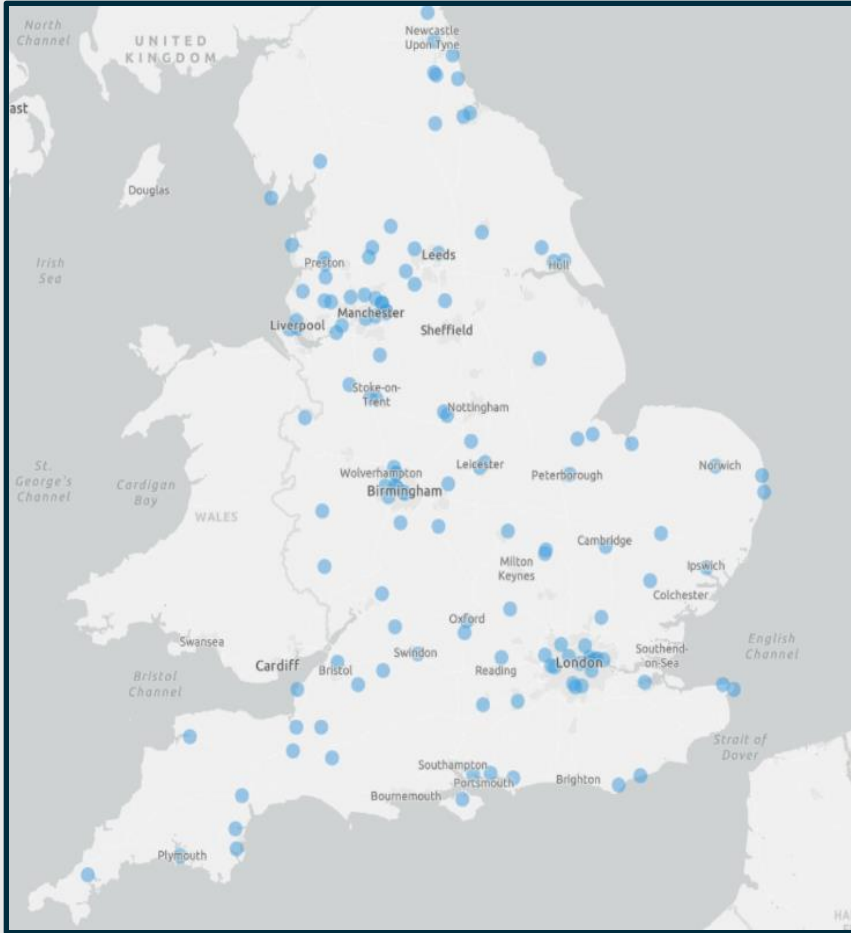 North
Channel
UNITED
KINGDOM
Newcastle
Upon Tyne
ast
Douglas
Irish
Sea
Preston
Leeds
Hull
Liverpool
Manchester
Sheffield
Stoke-on-
Trent
Nottingham
St.
George's
Channel
Cardigan
Bay
WALES
Wolverhampton
Birmingham
Leicester
Peterborough
Norwich
Cambridge
Milton
Keynes
Ipswich
Colchester
Oxford
Swansea
Cardiff
Bristol
Swindon
Reading
London
Southend-
on-Sea
English
Channel
Bristol
Channel
Strait of
Dover
Southampton
Portsmouth
Bournemouth
Brighton
Plymouth
HA